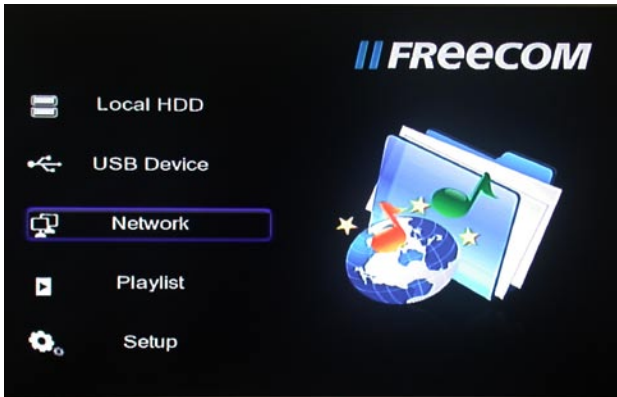 FREECOM
Local HDD
USB Device
Network
Playlist
Setup